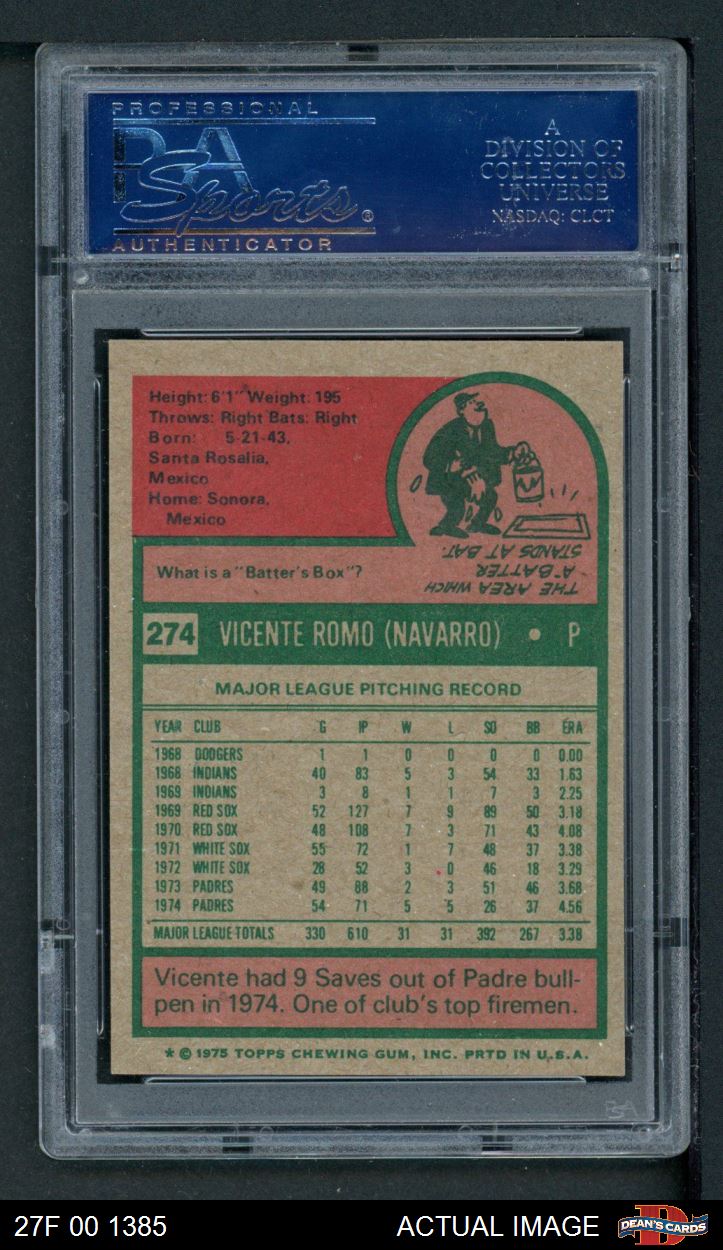 PROFESSIONAL
PSA
Sports®
AUTHENTICATOR
A
DIVISION OF
COLLECTORS
UNIVERSE
NASDAQ: CLCT
Height: 6'1" Weight: 195
Throws: Right Bats: Right
Born: 5-21-43,
Santa Rosalia,
Mexico
Home: Sonora,
Mexico
What is a "Batter's Box"?
THE AREA WHICH
A BATTER
STANDS AT BAT.
274 VICENTE ROMO (NAVARRO) • P
MAJOR LEAGUE PITCHING RECORD
YEAR CLUB G IP W L SO BB ERA
1968 DODGERS 1 1 0 0 0 0 0.00
1968 INDIANS 40 83 5 3 54 33 1.63
1969 INDIANS 3 8 1 1 7 3 2.25
1969 RED SOX 52 127 7 9 89 50 3.18
1970 RED SOX 48 108 7 3 71 43 4.08
1971 WHITE SOX 55 72 1 7 48 37 3.38
1972 WHITE SOX 28 52 3 0 46 18 3.29
1973 PADRES 49 88 2 3 51 46 3.68
1974 PADRES 54 71 5 5 26 37 4.56
MAJOR LEAGUE TOTALS 330 610 31 31 392 267 3.38
Vicente had 9 Saves out of Padre bull-
pen in 1974. One of club's top firemen.
* © 1975 TOPPS CHEWING GUM, INC. PRTD IN U.S.A.
PSA
27F 00 1385 ACTUAL IMAGE
DEAN'S CARDS